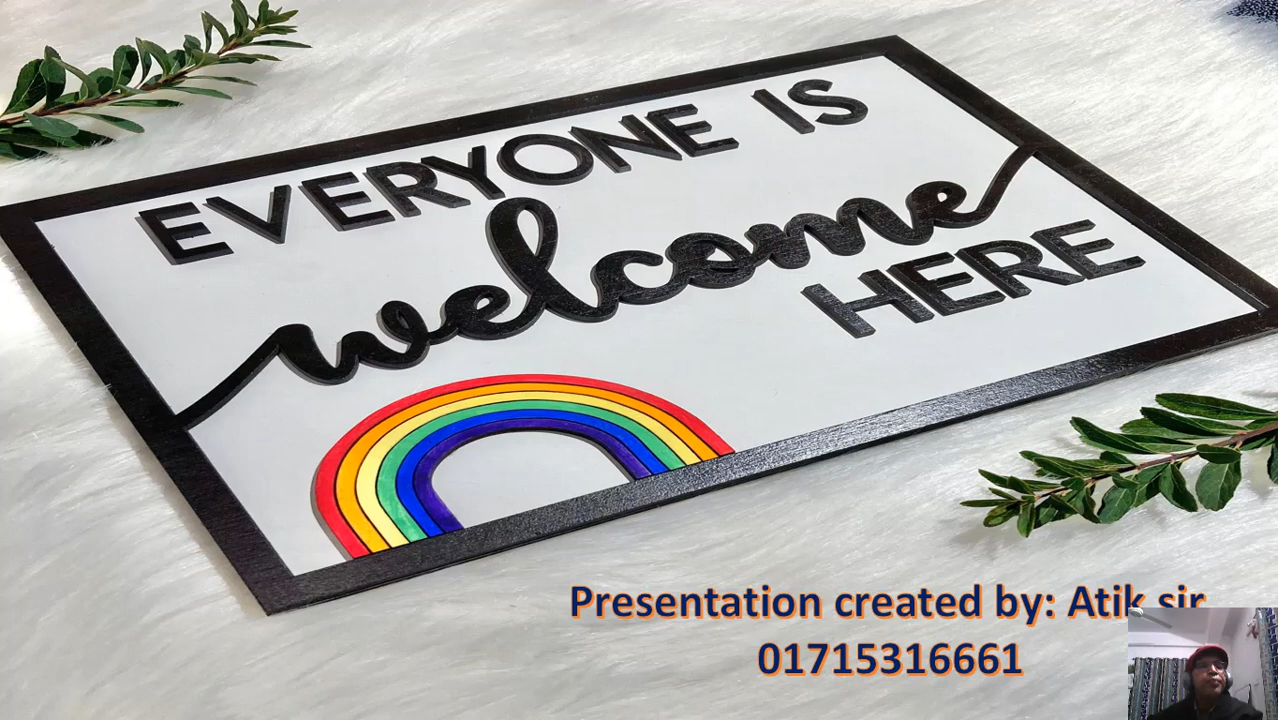 EVERYONE IS
welcome
HERE
Presentation created by: Atik sir
01715316661